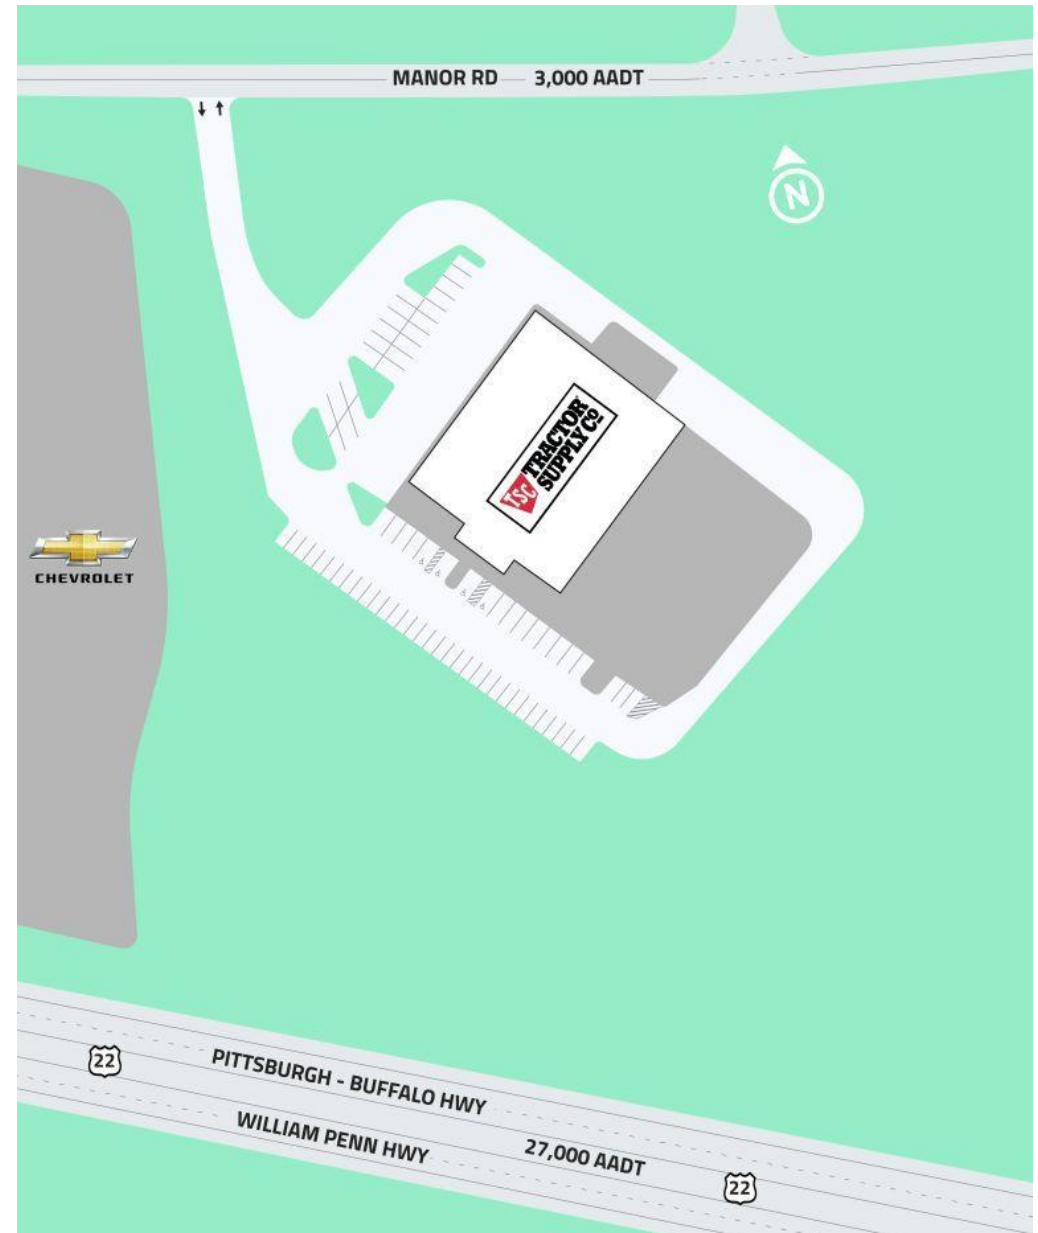 MANOR RD 3,000 AADT
N
TRACTOR
SUPPLY CO
TSC
CHEVROLET
22
PITTSBURGH - BUFFALO HWY
WILLIAM PENN HWY
27,000 AADT
22